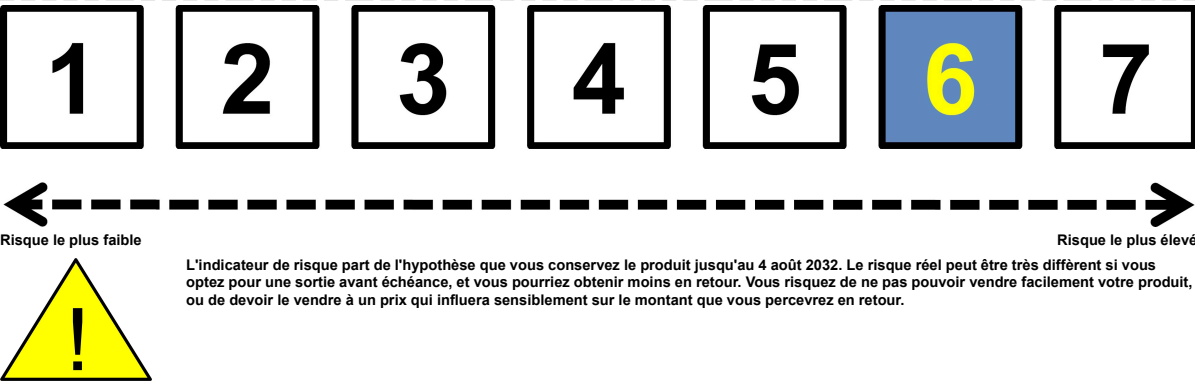 1 2 3 4 5 6 7
Risque le plus faible Risque le plus élevé
L'indicateur de risque part de l'hypothèse que vous conservez le produit jusqu'au 4 août 2032. Le risque réel peut être très diffèrent si vous
optez pour une sortie avant échéance, et vous pourriez obtenir moins en retour. Vous risquez de ne pas pouvoir vendre facilement votre produit,
ou de devoir le vendre à un prix qui influera sensiblement sur le montant que vous percevrez en retour.
!